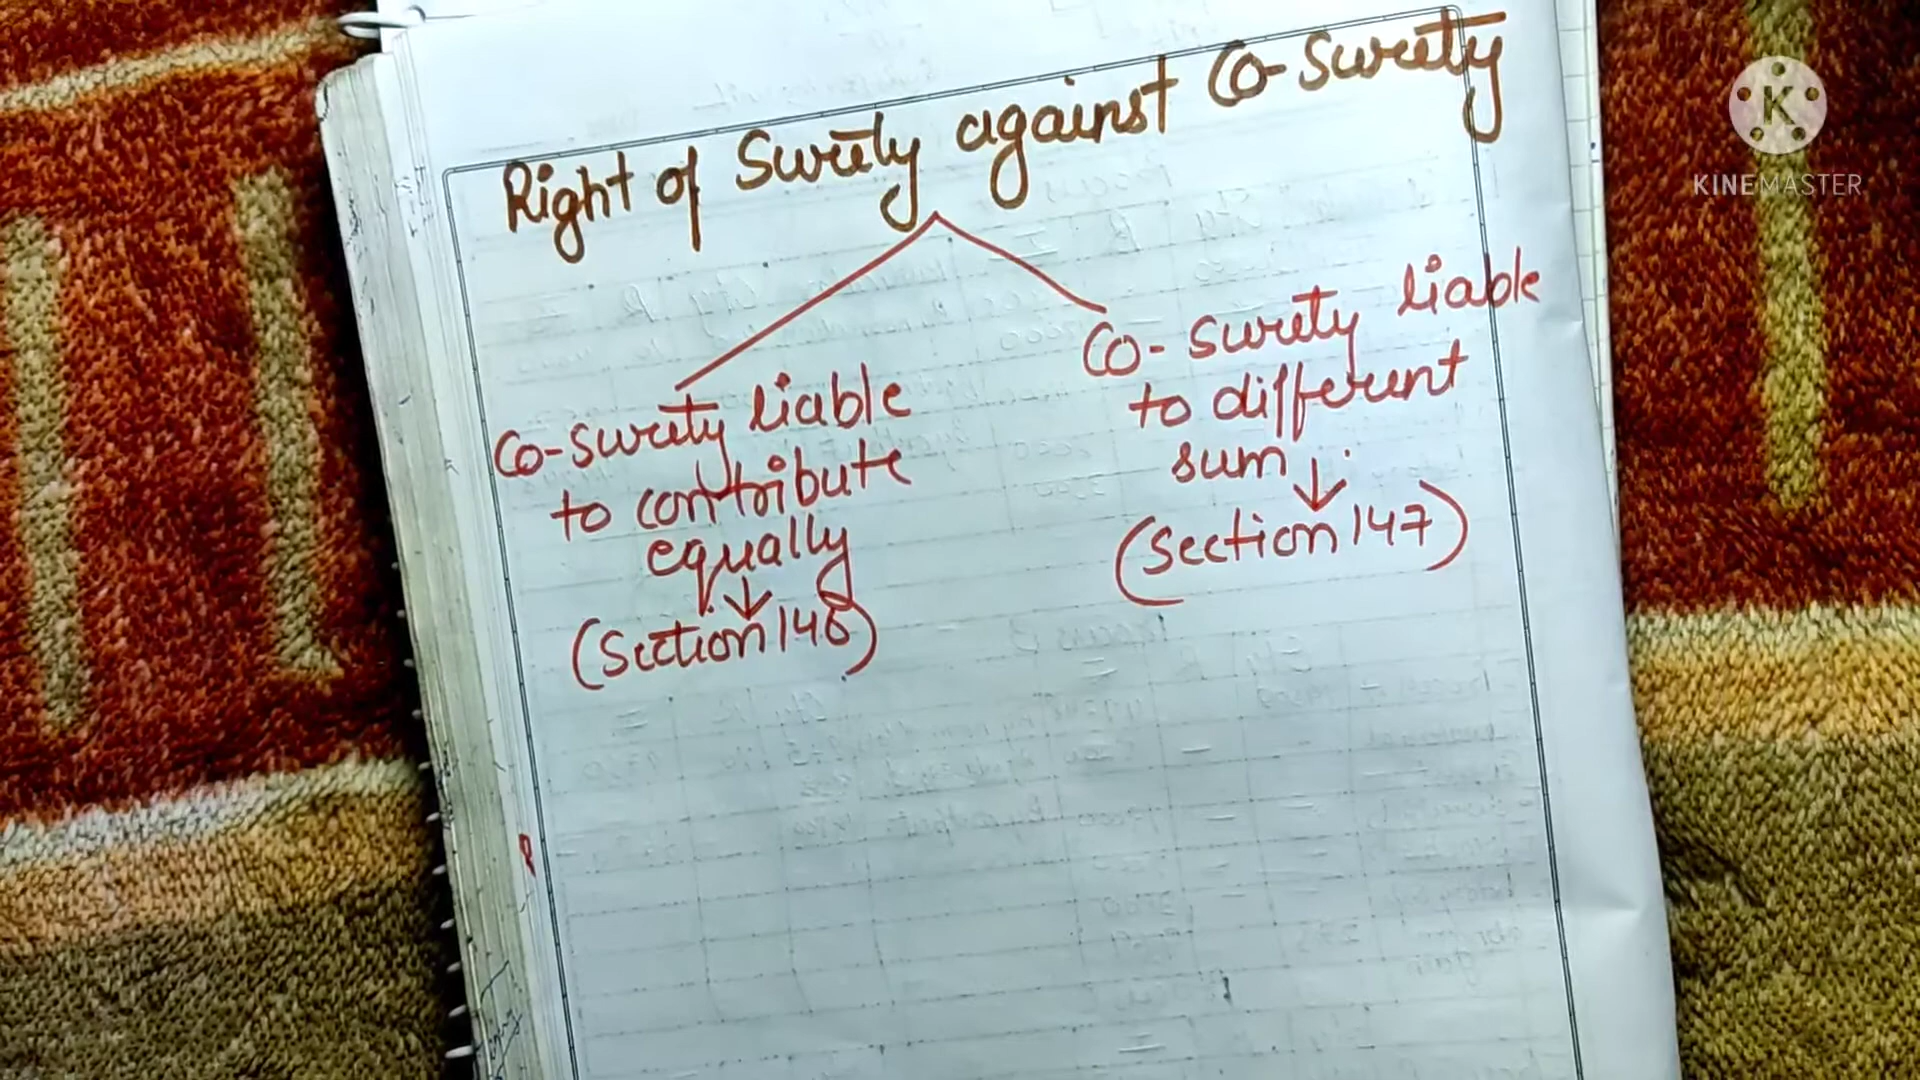 Right of Surety against Co-surety
Co-surety liable
to contribute
equally
(Section 146)
Co-surety liable
to different
sum
(Section 147)
K
KINEMASTER